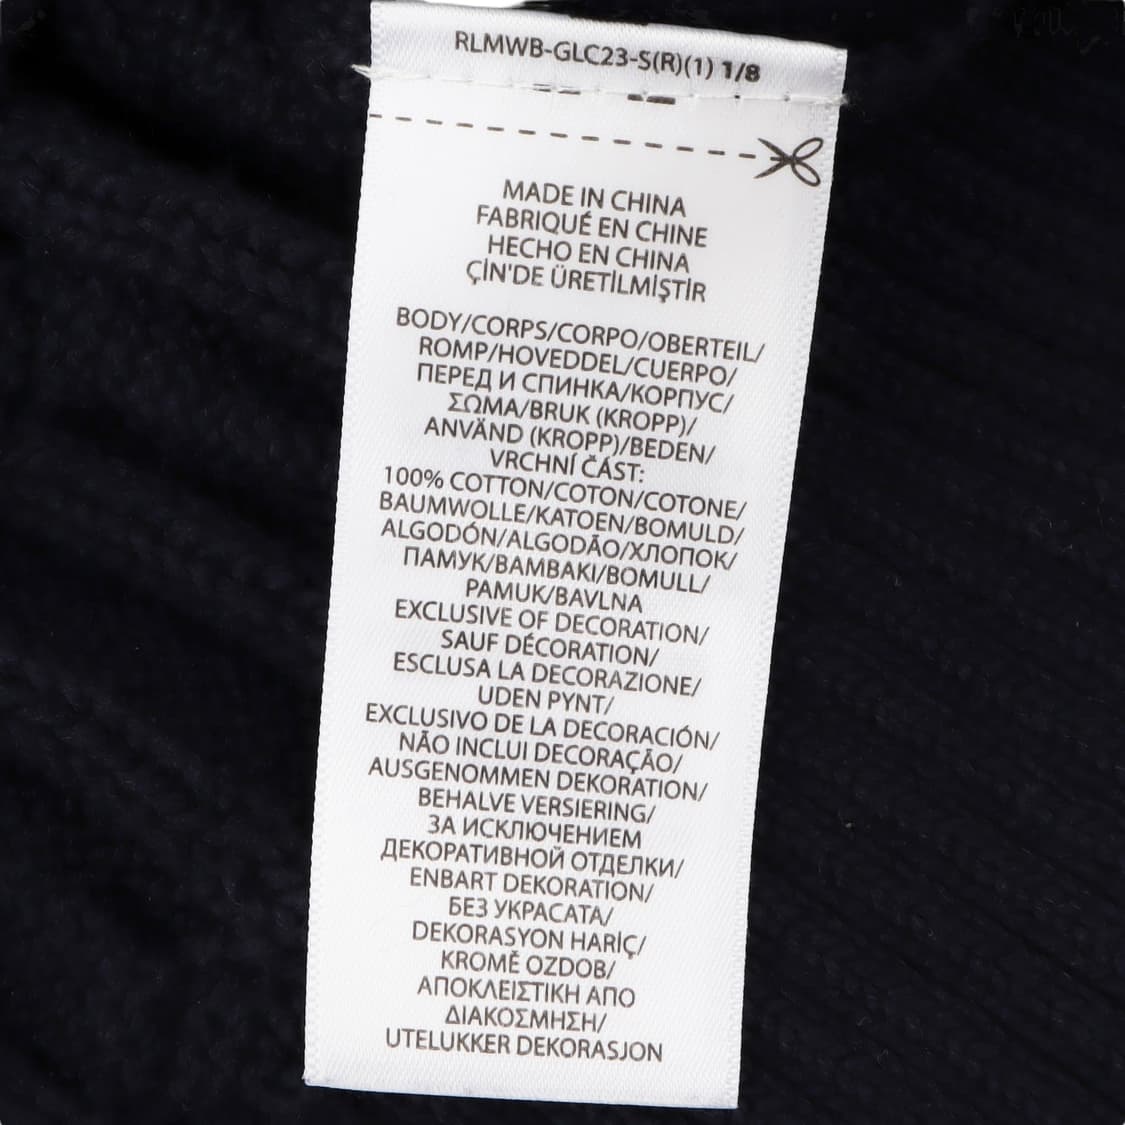 RLMWB-GLC23-S(R)(1) 1/8
MADE IN CHINA
FABRIQUÉ EN CHINE
HECHO EN CHINA
ÇİN'DE ÜRETİLMİŞTİR
BODY/CORPS/CORPO/OBERTEIL/
ROMP/HOVEDDEL/CUERPO/
ПЕРЕД И СПИНКА/КОРПУС/
ΣΩΜΑ/BRUK (KROPP)/
ANVÄND (KROPP)/BEDEN/
VRCHNÍ ČÁST:
100% COTTON/COTON/COTONE/
BAUMWOLLE/KATOEN/BOMULD/
ALGODÓN/ALGODÃO/ХЛОПОК/
ПАМУК/ΒΑΜΒΑΚΙ/BOMULL/
PAMUK/BAVLNA
EXCLUSIVE OF DECORATION/
SAUF DÉCORATION/
ESCLUSA LA DECORAZIONE/
UDEN PYNT/
EXCLUSIVO DE LA DECORACIÓN/
NÃO INCLUI DECORAÇÃO/
AUSGENOMMEN DEKORATION/
BEHALVE VERSIERING/
ЗА ИСКЛЮЧЕНИЕМ
ДЕКОРАТИВНОЙ ОТДЕЛКИ/
ENBART DEKORATION/
БЕЗ УКРАСАТА/
DEKORASYON HARİÇ/
KROMĚ OZDOB/
ΑΠΟΚΛΕΙΣΤΙΚΗ ΑΠΟ
ΔΙΑΚΟΣΜΗΣΗ/
UTELUKKER DEKORASJON